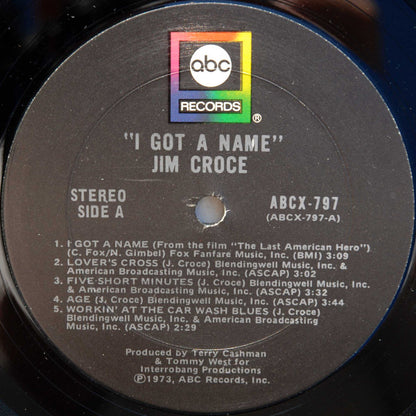 abc
RECORDS
®
"I GOT A NAME"
JIM CROCE
STEREO
SIDE A
ABCX-797
(ABCX-797-A)
1. I GOT A NAME (From the film "The Last American Hero")
(C. Fox/N. Gimbel) Fox Fanfare Music, Inc. (BMI) 3:09
2. LOVER'S CROSS (J. Croce) Blendingwell Music, Inc. &
American Broadcasting Music, Inc. (ASCAP) 3:02
3. FIVE SHORT MINUTES (J. Croce) Blendingwell Music, Inc.
& American Broadcasting Music, Inc. (ASCAP) 3:32
4. AGE (J. Croce) Blendingwell Music, Inc. (ASCAP) 3:44
5. WORKIN' AT THE CAR WASH BLUES (J. Croce)
Blendingwell Music, Inc. & American Broadcasting
Music, Inc. (ASCAP) 2:29
Produced by Terry Cashman
& Tommy West for
Interrobang Productions
Ⓟ1973, ABC Records, Inc.